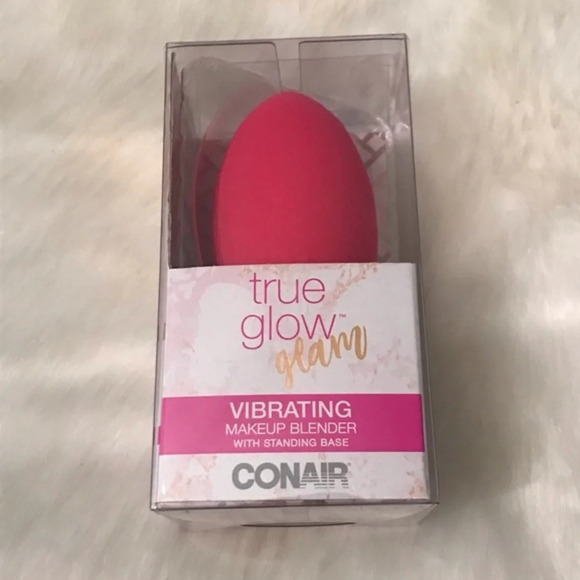 true
glow™
glam
VIBRATING
MAKEUP BLENDER
WITH STANDING BASE
CONAIR